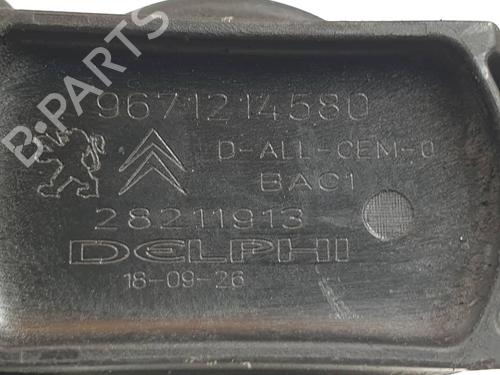 B-PARTS
9671214580
D-ALL-CEM-0
BAC1
28211913
DELPHI
18-09-26